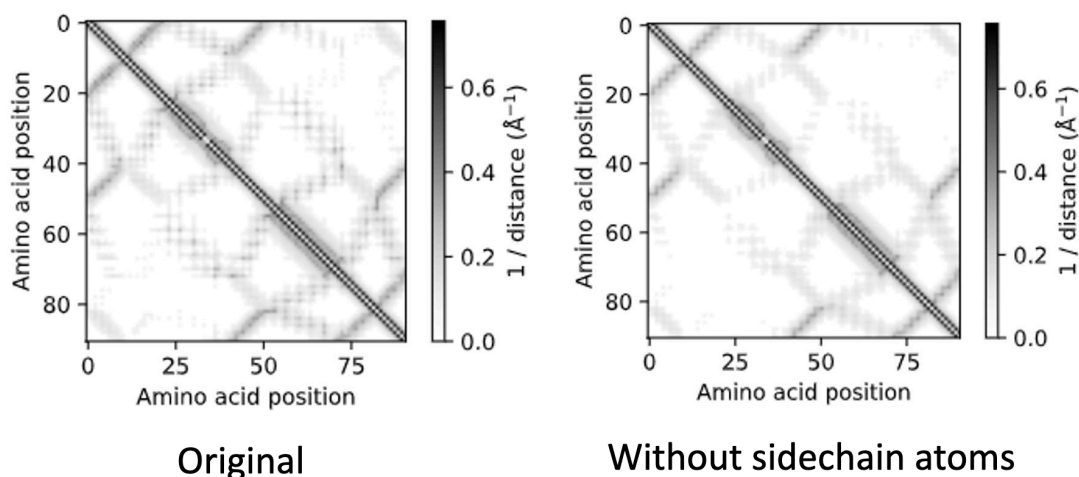 0
20
40
60
80
0 25 50 75
Amino acid position
Amino acid position
0.6
0.4
0.2
0.0
1 / distance (Å⁻¹)
Original
0
20
40
60
80
0 25 50 75
Amino acid position
Amino acid position
0.6
0.4
0.2
0.0
1 / distance (Å⁻¹)
Without sidechain atoms